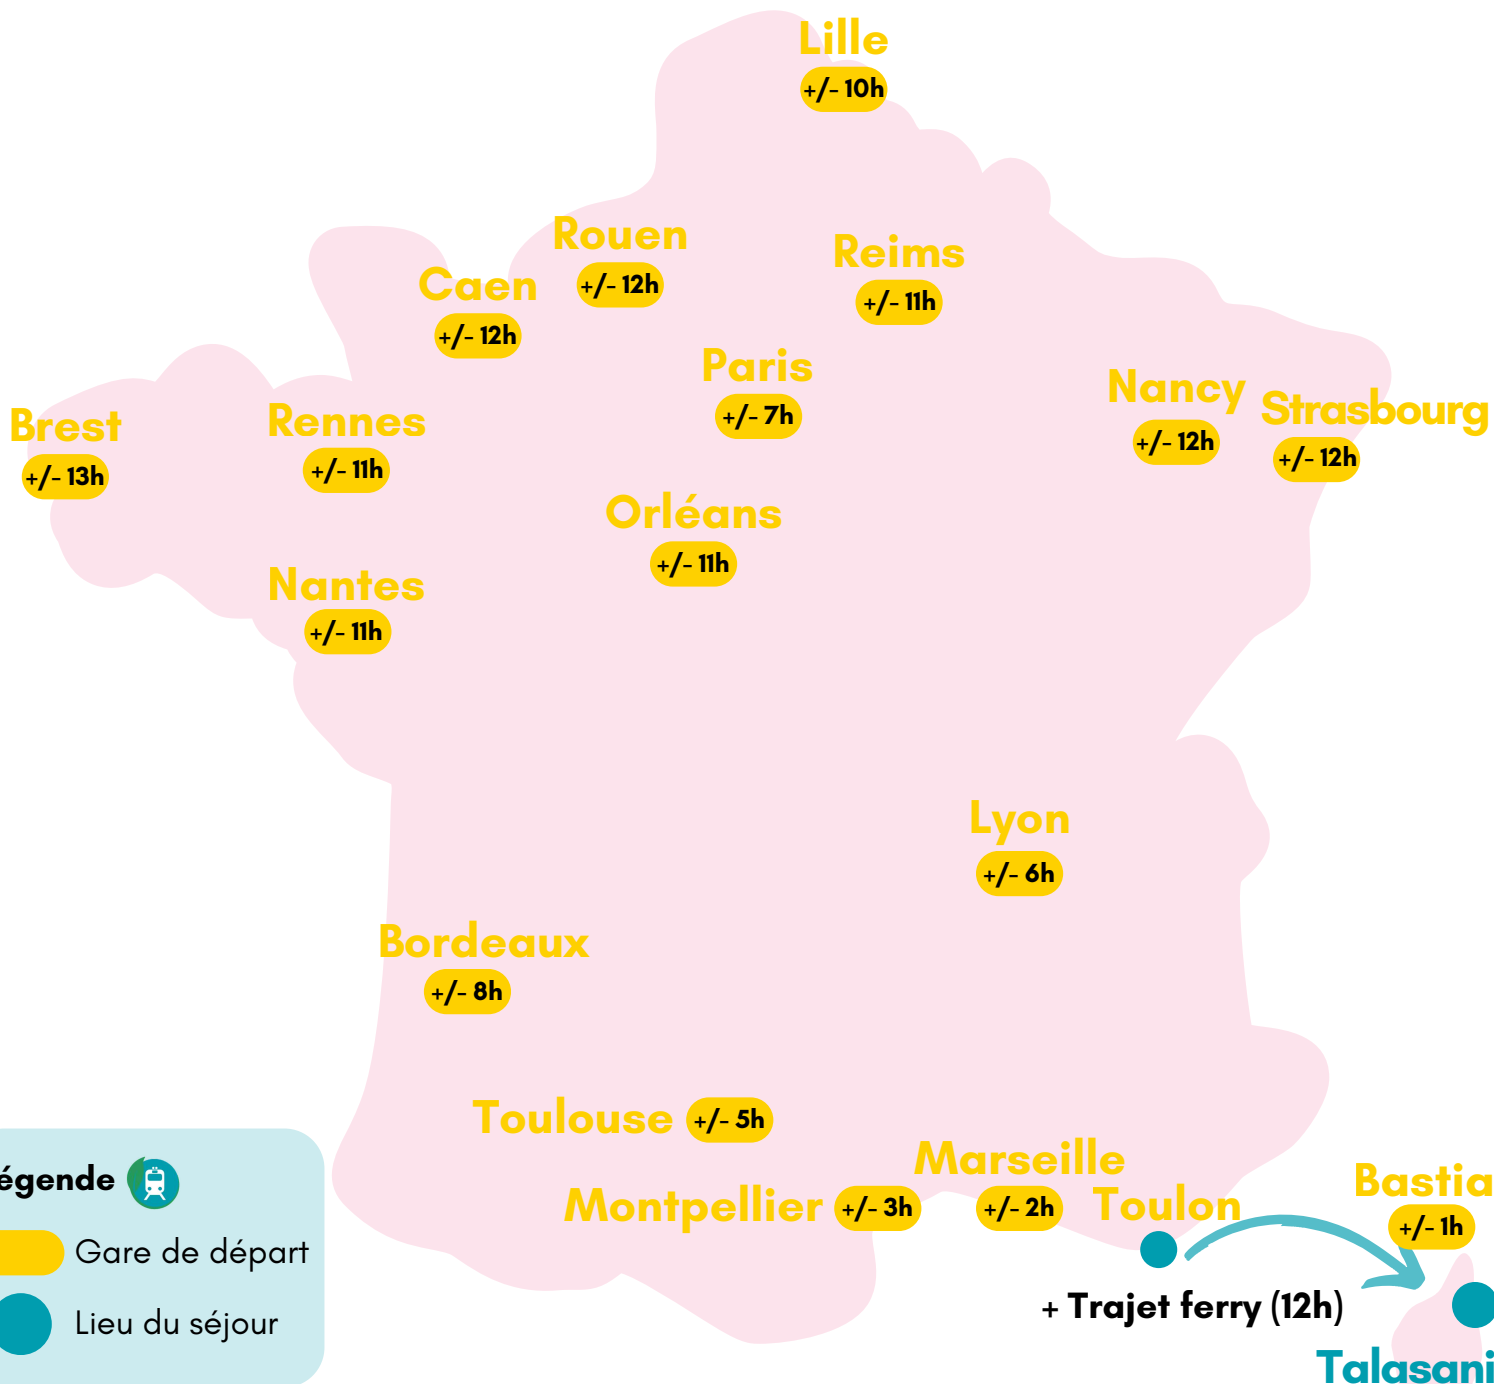 Lille
+/- 10h
Rouen
+/- 12h
Reims
+/- 11h
Caen
+/- 12h
Paris
+/- 7h
Nancy
+/- 12h
Strasbourg
+/- 12h
Brest
+/- 13h
Rennes
+/- 11h
Orléans
+/- 11h
Nantes
+/- 11h
Lyon
+/- 6h
Bordeaux
+/- 8h
Toulouse +/- 5h
Marseille
+/- 2h
Montpellier +/- 3h
Toulon
Bastia
+/- 1h
+ Trajet ferry (12h)
Talasani
égende
Gare de départ
Lieu du séjour